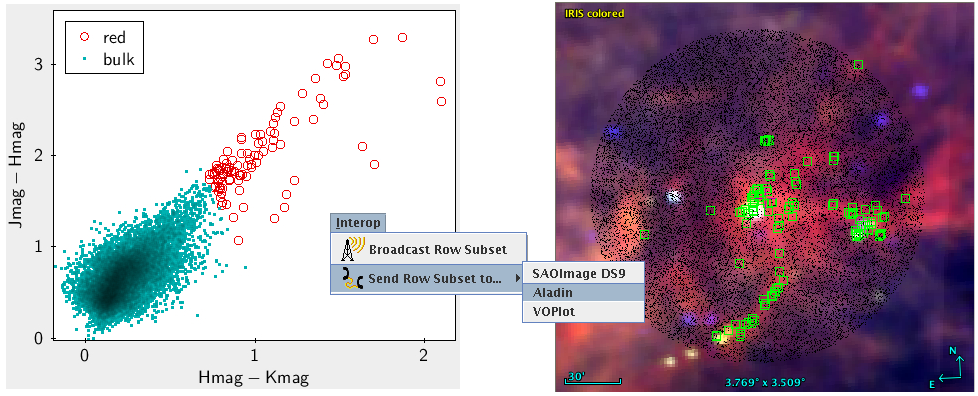 red
bulk
3
2
1
0
Jmag − Hmag
0
1
2
Hmag − Kmag
Interop
Broadcast Row Subset
Send Row Subset to...
SAOImage DS9
Aladin
VOPlot
IRIS colored
30'
3.769° x 3.509°
N
E